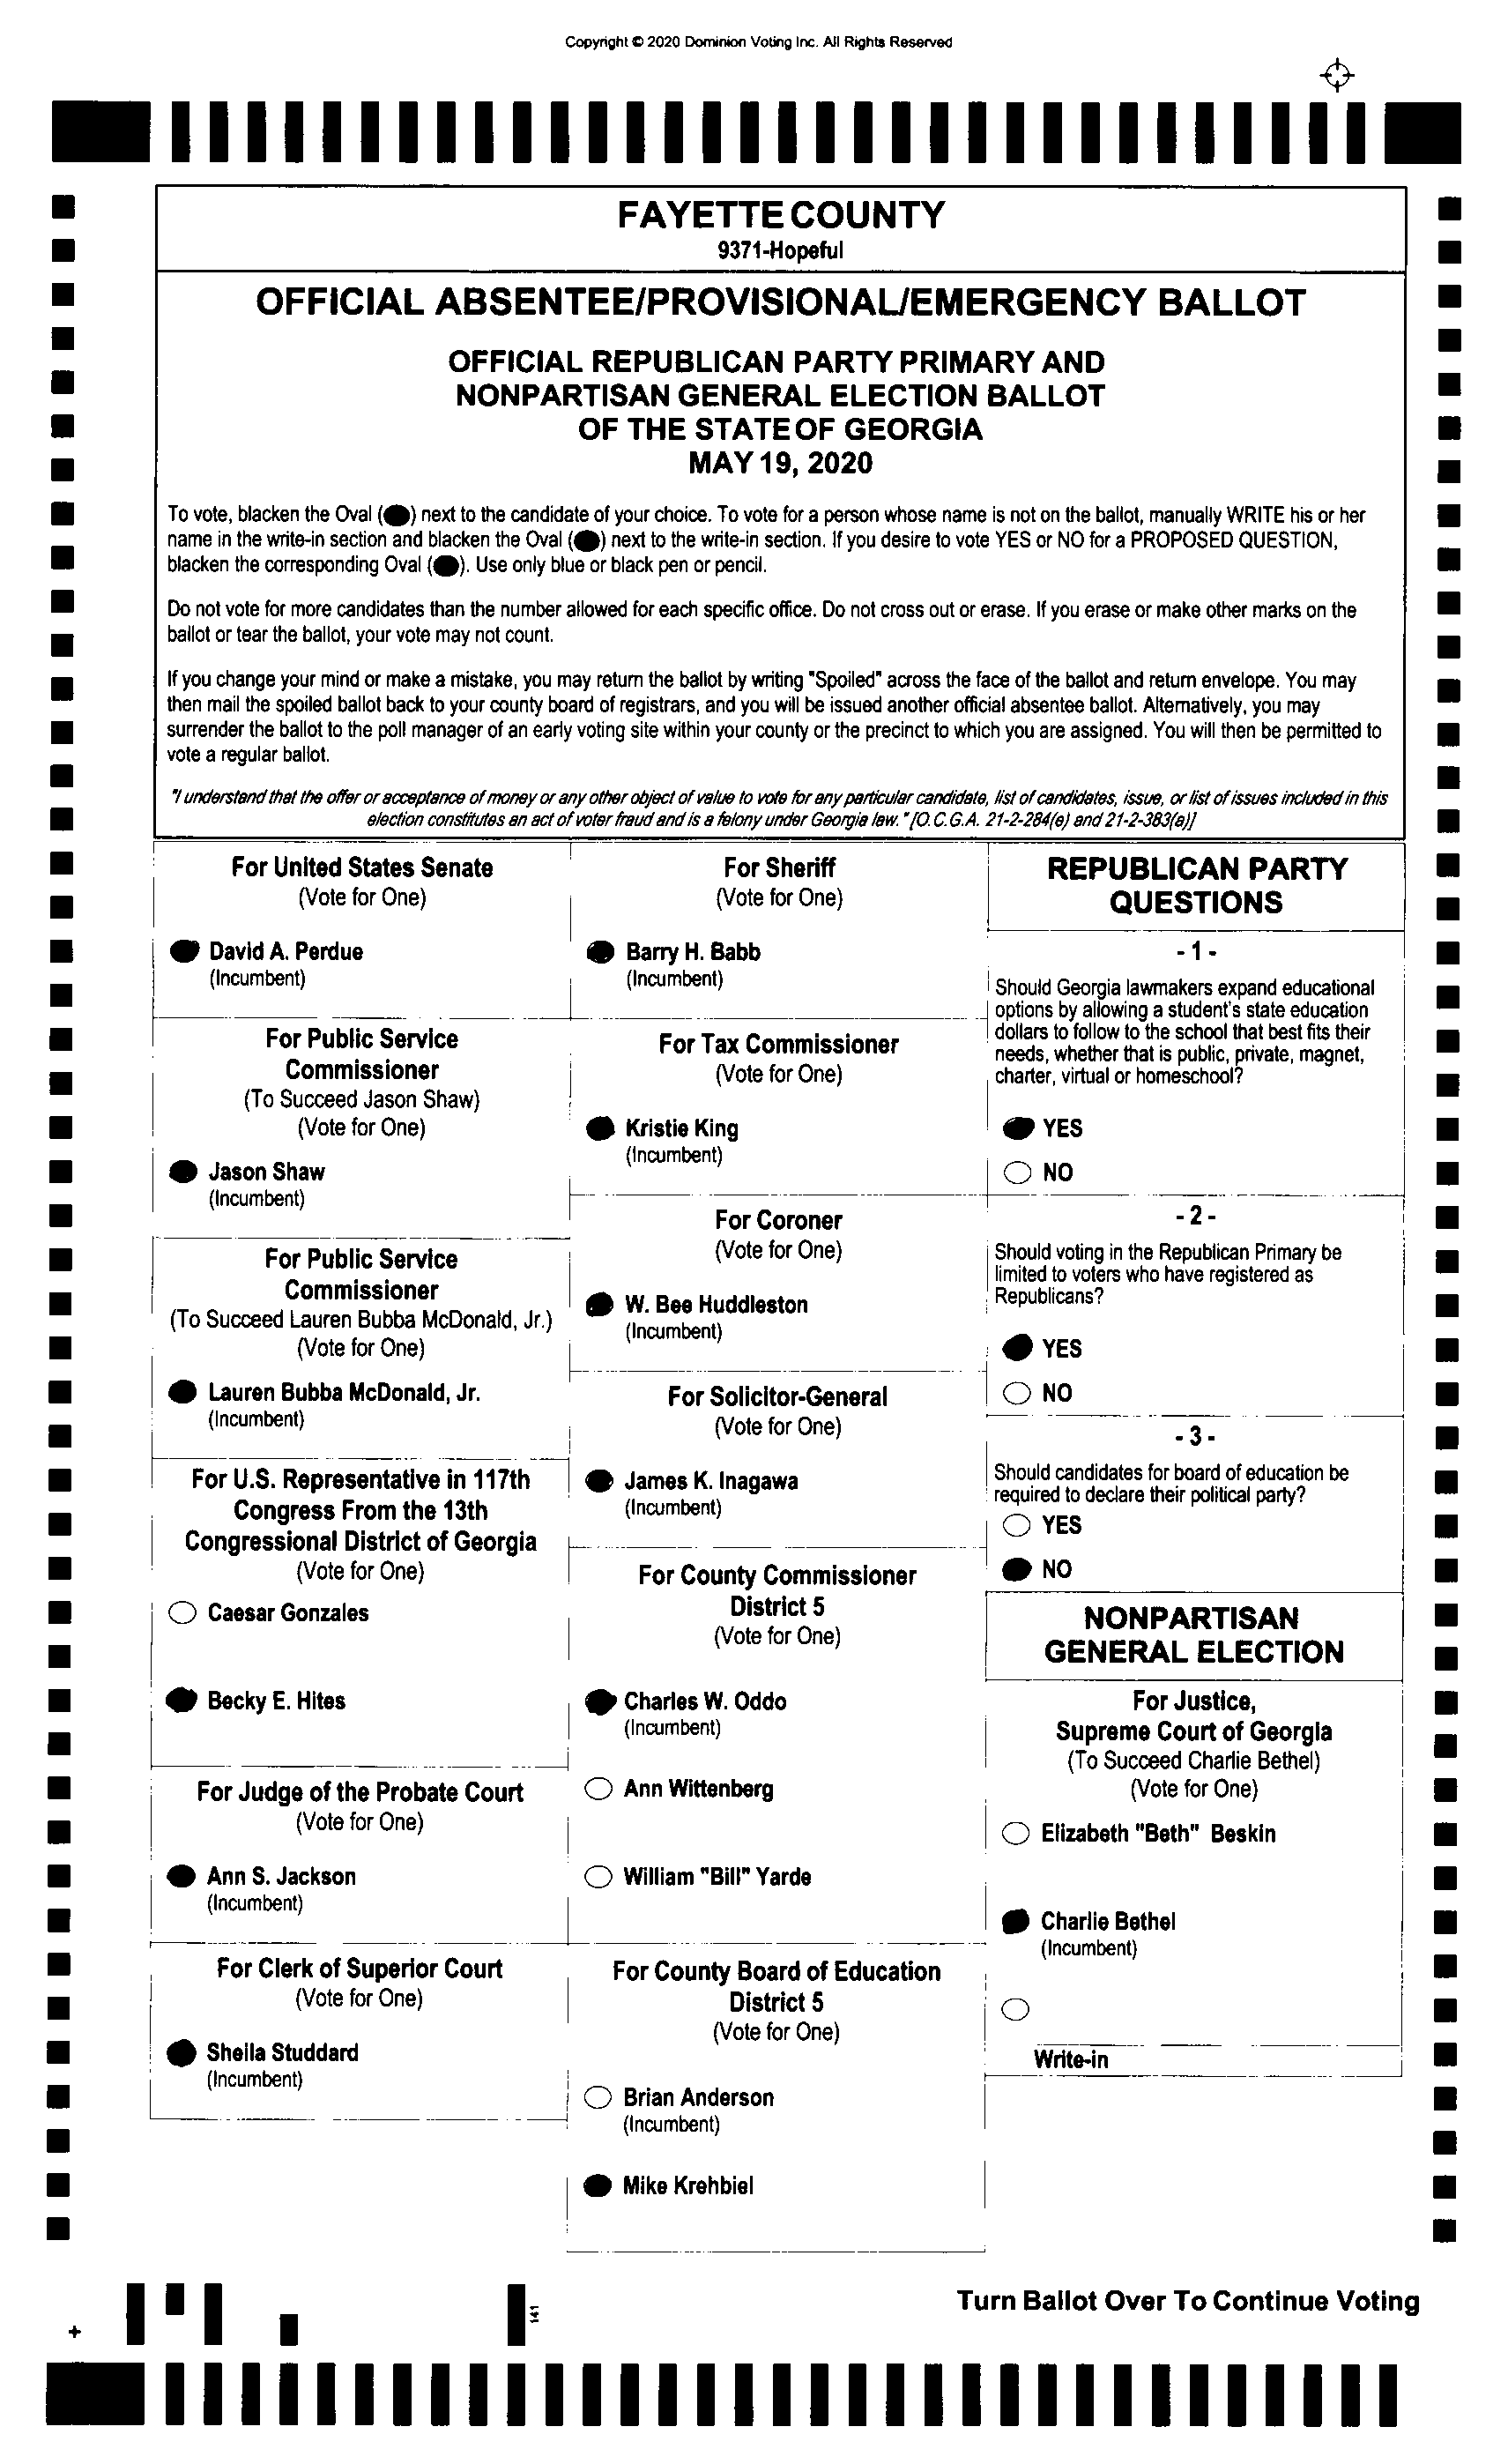 Copyright © 2020 Dominion Voting Inc. All Rights Reserved
FAYETTE COUNTY
9371-Hopeful
OFFICIAL ABSENTEE/PROVISIONAL/EMERGENCY BALLOT
OFFICIAL REPUBLICAN PARTY PRIMARY AND
NONPARTISAN GENERAL ELECTION BALLOT
OF THE STATE OF GEORGIA
MAY 19, 2020
To vote, blacken the Oval ( ) next to the candidate of your choice. To vote for a person whose name is not on the ballot, manually WRITE his or her
name in the write-in section and blacken the Oval ( ) next to the write-in section. If you desire to vote YES or NO for a PROPOSED QUESTION,
blacken the corresponding Oval ( ). Use only blue or black pen or pencil.
Do not vote for more candidates than the number allowed for each specific office. Do not cross out or erase. If you erase or make other marks on the
ballot or tear the ballot, your vote may not count.
If you change your mind or make a mistake, you may return the ballot by writing "Spoiled" across the face of the ballot and return envelope. You may
then mail the spoiled ballot back to your county board of registrars, and you will be issued another official absentee ballot. Alternatively, you may
surrender the ballot to the poll manager of an early voting site within your county or the precinct to which you are assigned. You will then be permitted to
vote a regular ballot.
"I understand that the offer or acceptance of money or any other object of value to vote for any particular candidate, list of candidates, issue, or list of issues included in this
election constitutes an act of voter fraud and is a felony under Georgia law." [O.C.G.A. 21-2-284(e) and 21-2-383(a)]
For United States Senate
(Vote for One)
David A. Perdue
(Incumbent)
For Public Service
Commissioner
(To Succeed Jason Shaw)
(Vote for One)
Jason Shaw
(Incumbent)
For Public Service
Commissioner
(To Succeed Lauren Bubba McDonald, Jr.)
(Vote for One)
Lauren Bubba McDonald, Jr.
(Incumbent)
For U.S. Representative in 117th
Congress From the 13th
Congressional District of Georgia
(Vote for One)
Caesar Gonzales
Becky E. Hites
For Judge of the Probate Court
(Vote for One)
Ann S. Jackson
(Incumbent)
For Clerk of Superior Court
(Vote for One)
Sheila Studdard
(Incumbent)
For Sheriff
(Vote for One)
Barry H. Babb
(Incumbent)
For Tax Commissioner
(Vote for One)
Kristie King
(Incumbent)
For Coroner
(Vote for One)
W. Bee Huddleston
(Incumbent)
For Solicitor-General
(Vote for One)
James K. Inagawa
(Incumbent)
For County Commissioner
District 5
(Vote for One)
Charles W. Oddo
(Incumbent)
Ann Wittenberg
William "Bill" Yarde
For County Board of Education
District 5
(Vote for One)
Brian Anderson
(Incumbent)
Mike Krehbiel
REPUBLICAN PARTY
QUESTIONS
- 1 -
Should Georgia lawmakers expand educational
options by allowing a student's state education
dollars to follow to the school that best fits their
needs, whether that is public, private, magnet,
charter, virtual or homeschool?
YES
NO
- 2 -
Should voting in the Republican Primary be
limited to voters who have registered as
Republicans?
YES
NO
- 3 -
Should candidates for board of education be
required to declare their political party?
YES
NO
NONPARTISAN
GENERAL ELECTION
For Justice,
Supreme Court of Georgia
(To Succeed Charlie Bethel)
(Vote for One)
Elizabeth "Beth" Beskin
Charlie Bethel
(Incumbent)
Write-in
Turn Ballot Over To Continue Voting
+
141